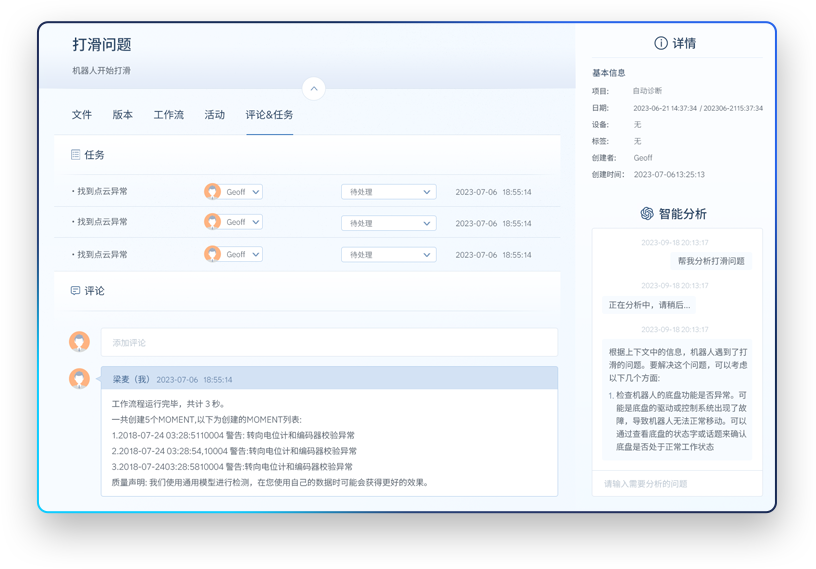 打滑问题
机器人开始打滑
文件 版本 工作流 活动 评论&任务
任务
• 找到点云异常 Geoff 待处理 2023-07-06 18:55:14
• 找到点云异常 Geoff 待处理 2023-07-06 18:55:14
• 找到点云异常 Geoff 待处理 2023-07-06 18:55:14
评论
添加评论
梁麦（我）2023-07-06 18:55:14
工作流程运行完毕，共计 3 秒。
一共创建5个MOMENT,以下为创建的MOMENT列表:
1.2018-07-24 03:28:5110004 警告: 转向电位计和编码器校验异常
2.2018-07-24 03:28:54,10004 警告:转向电位计和编码器校验异常
3.2018-07-2403:28:5810004 警告:转向电位计和编码器校验异常
质量声明: 我们使用通用模型进行检测，在您使用自己的数据时可能会获得更好的效果。
详情
基本信息
项目: 自动诊断
日期: 2023-06-21 14:37:34 / 202306-2115:37:34
设备: 无
标签: 无
创建者: Geoff
创建时间: 2023-07-0613:25:13
智能分析
2023-09-18 20:13:17
帮我分析打滑问题
2023-09-18 20:13:17
正在分析中，请稍后...
2023-09-18 20:13:17
根据上下文中的信息，机器人遇到了打
滑的问题。要解决这个问题，可以考虑
以下几个方面:
1. 检查机器人的底盘功能是否异常。可
能是底盘的驱动或控制系统出现了故
障，导致机器人无法正常移动。可以
通过查看底盘的状态字或话题来确认
底盘是否处于正常工作状态
请输入需要分析的问题